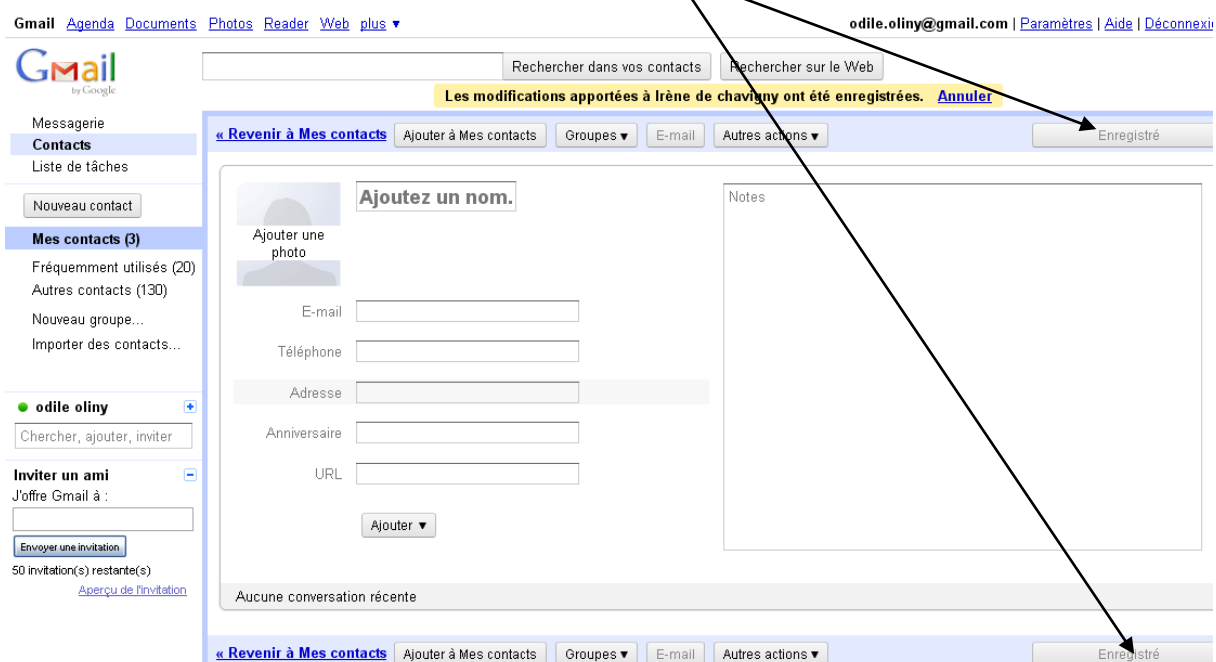 Gmail Agenda Documents Photos Reader Web plus ▼ odile.oliny@gmail.com | Paramètres | Aide |
Gmail
by Google
Rechercher dans vos contacts Rechercher sur le Web
Les modifications apportées à Irène de chavigny ont été enregistrées. Annuler
Messagerie
Contacts
Liste de tâches
Nouveau contact
Mes contacts (3)
Fréquemment utilisés (20)
Autres contacts (130)
Nouveau groupe...
Importer des contacts...
odile oliny
Chercher, ajouter, inviter
Inviter un ami
J'offre Gmail à :
Envoyer une invitation
50 invitation(s) restante(s)
Aperçu de l'invitation
« Revenir à Mes contacts Ajouter à Mes contacts Groupes ▼ E-mail Autres actions ▼ Enregistré
Ajouter une
photo
Ajoutez un nom.
Notes
E-mail
Téléphone
Adresse
Anniversaire
URL
Ajouter ▼
Aucune conversation récente
« Revenir à Mes contacts Ajouter à Mes contacts Groupes ▼ E-mail Autres actions ▼ Enregistré